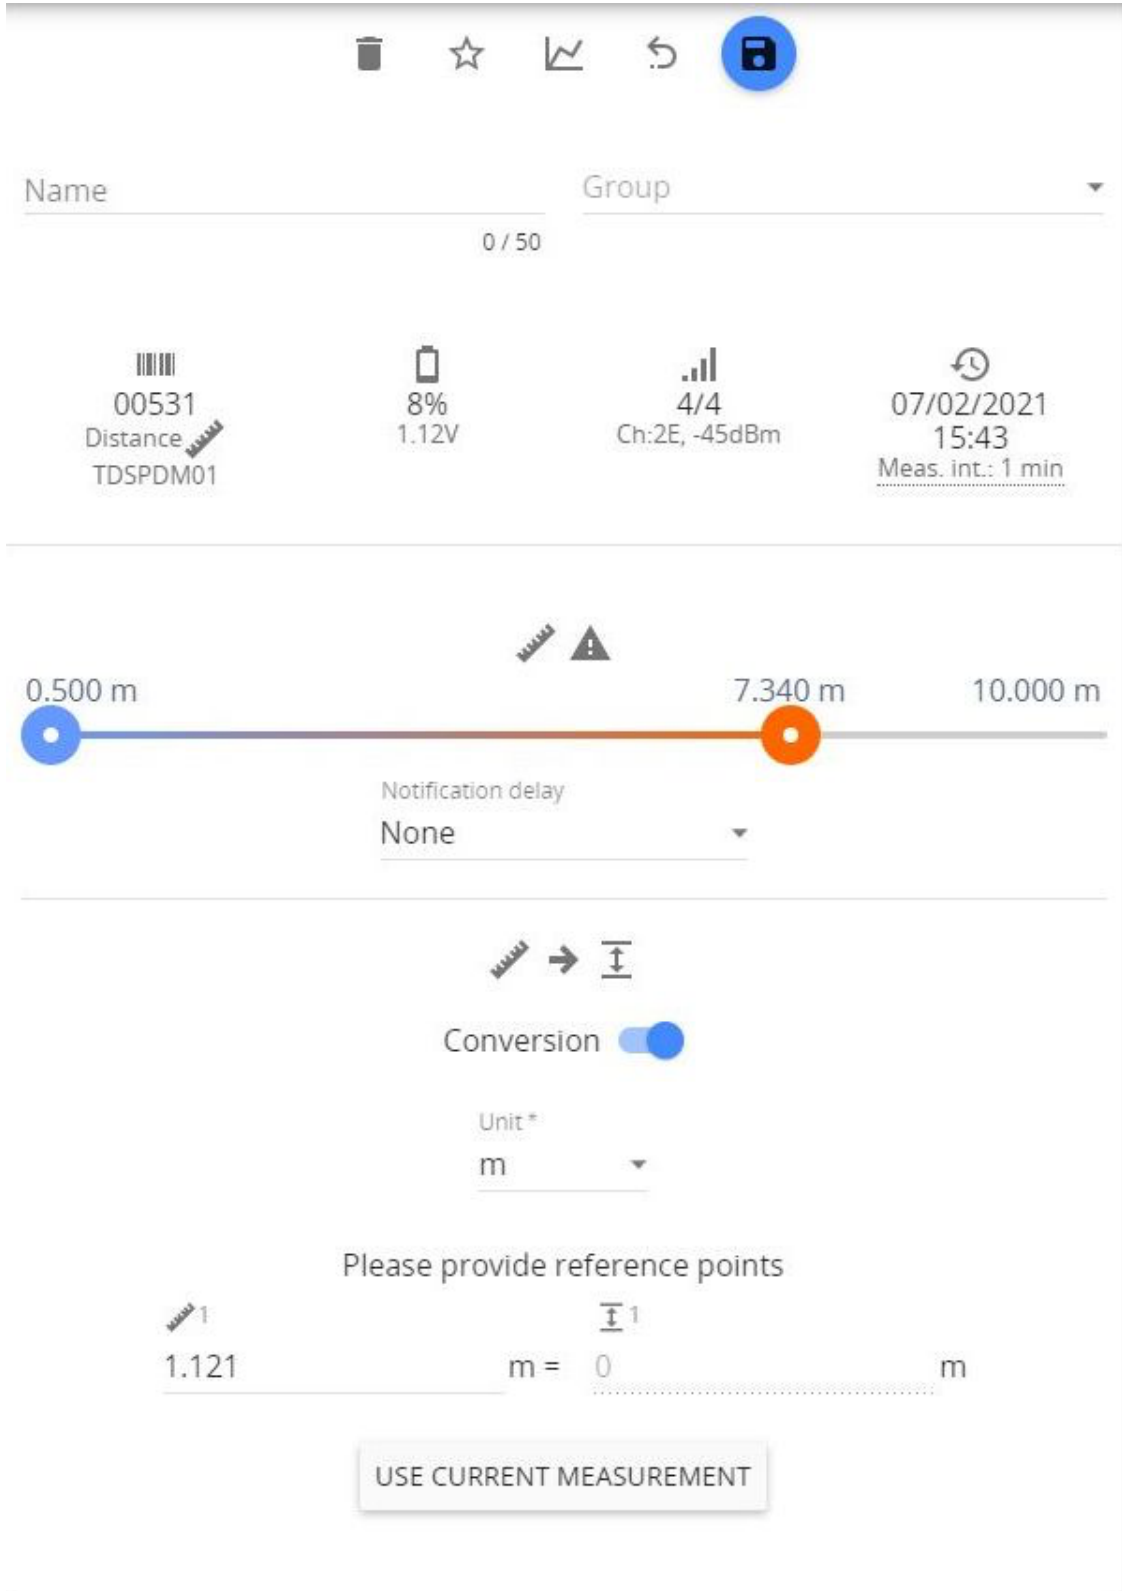 Name
Group
0 / 50
00531
8%
4/4
07/02/2021
Distance
1.12V
Ch:2E, -45dBm
15:43
TDSPDM01
Meas. int.: 1 min
0.500 m
7.340 m
10.000 m
Notification delay
None
Conversion
Unit *
m
Please provide reference points
1
1
1.121 m = 0 m
USE CURRENT MEASUREMENT